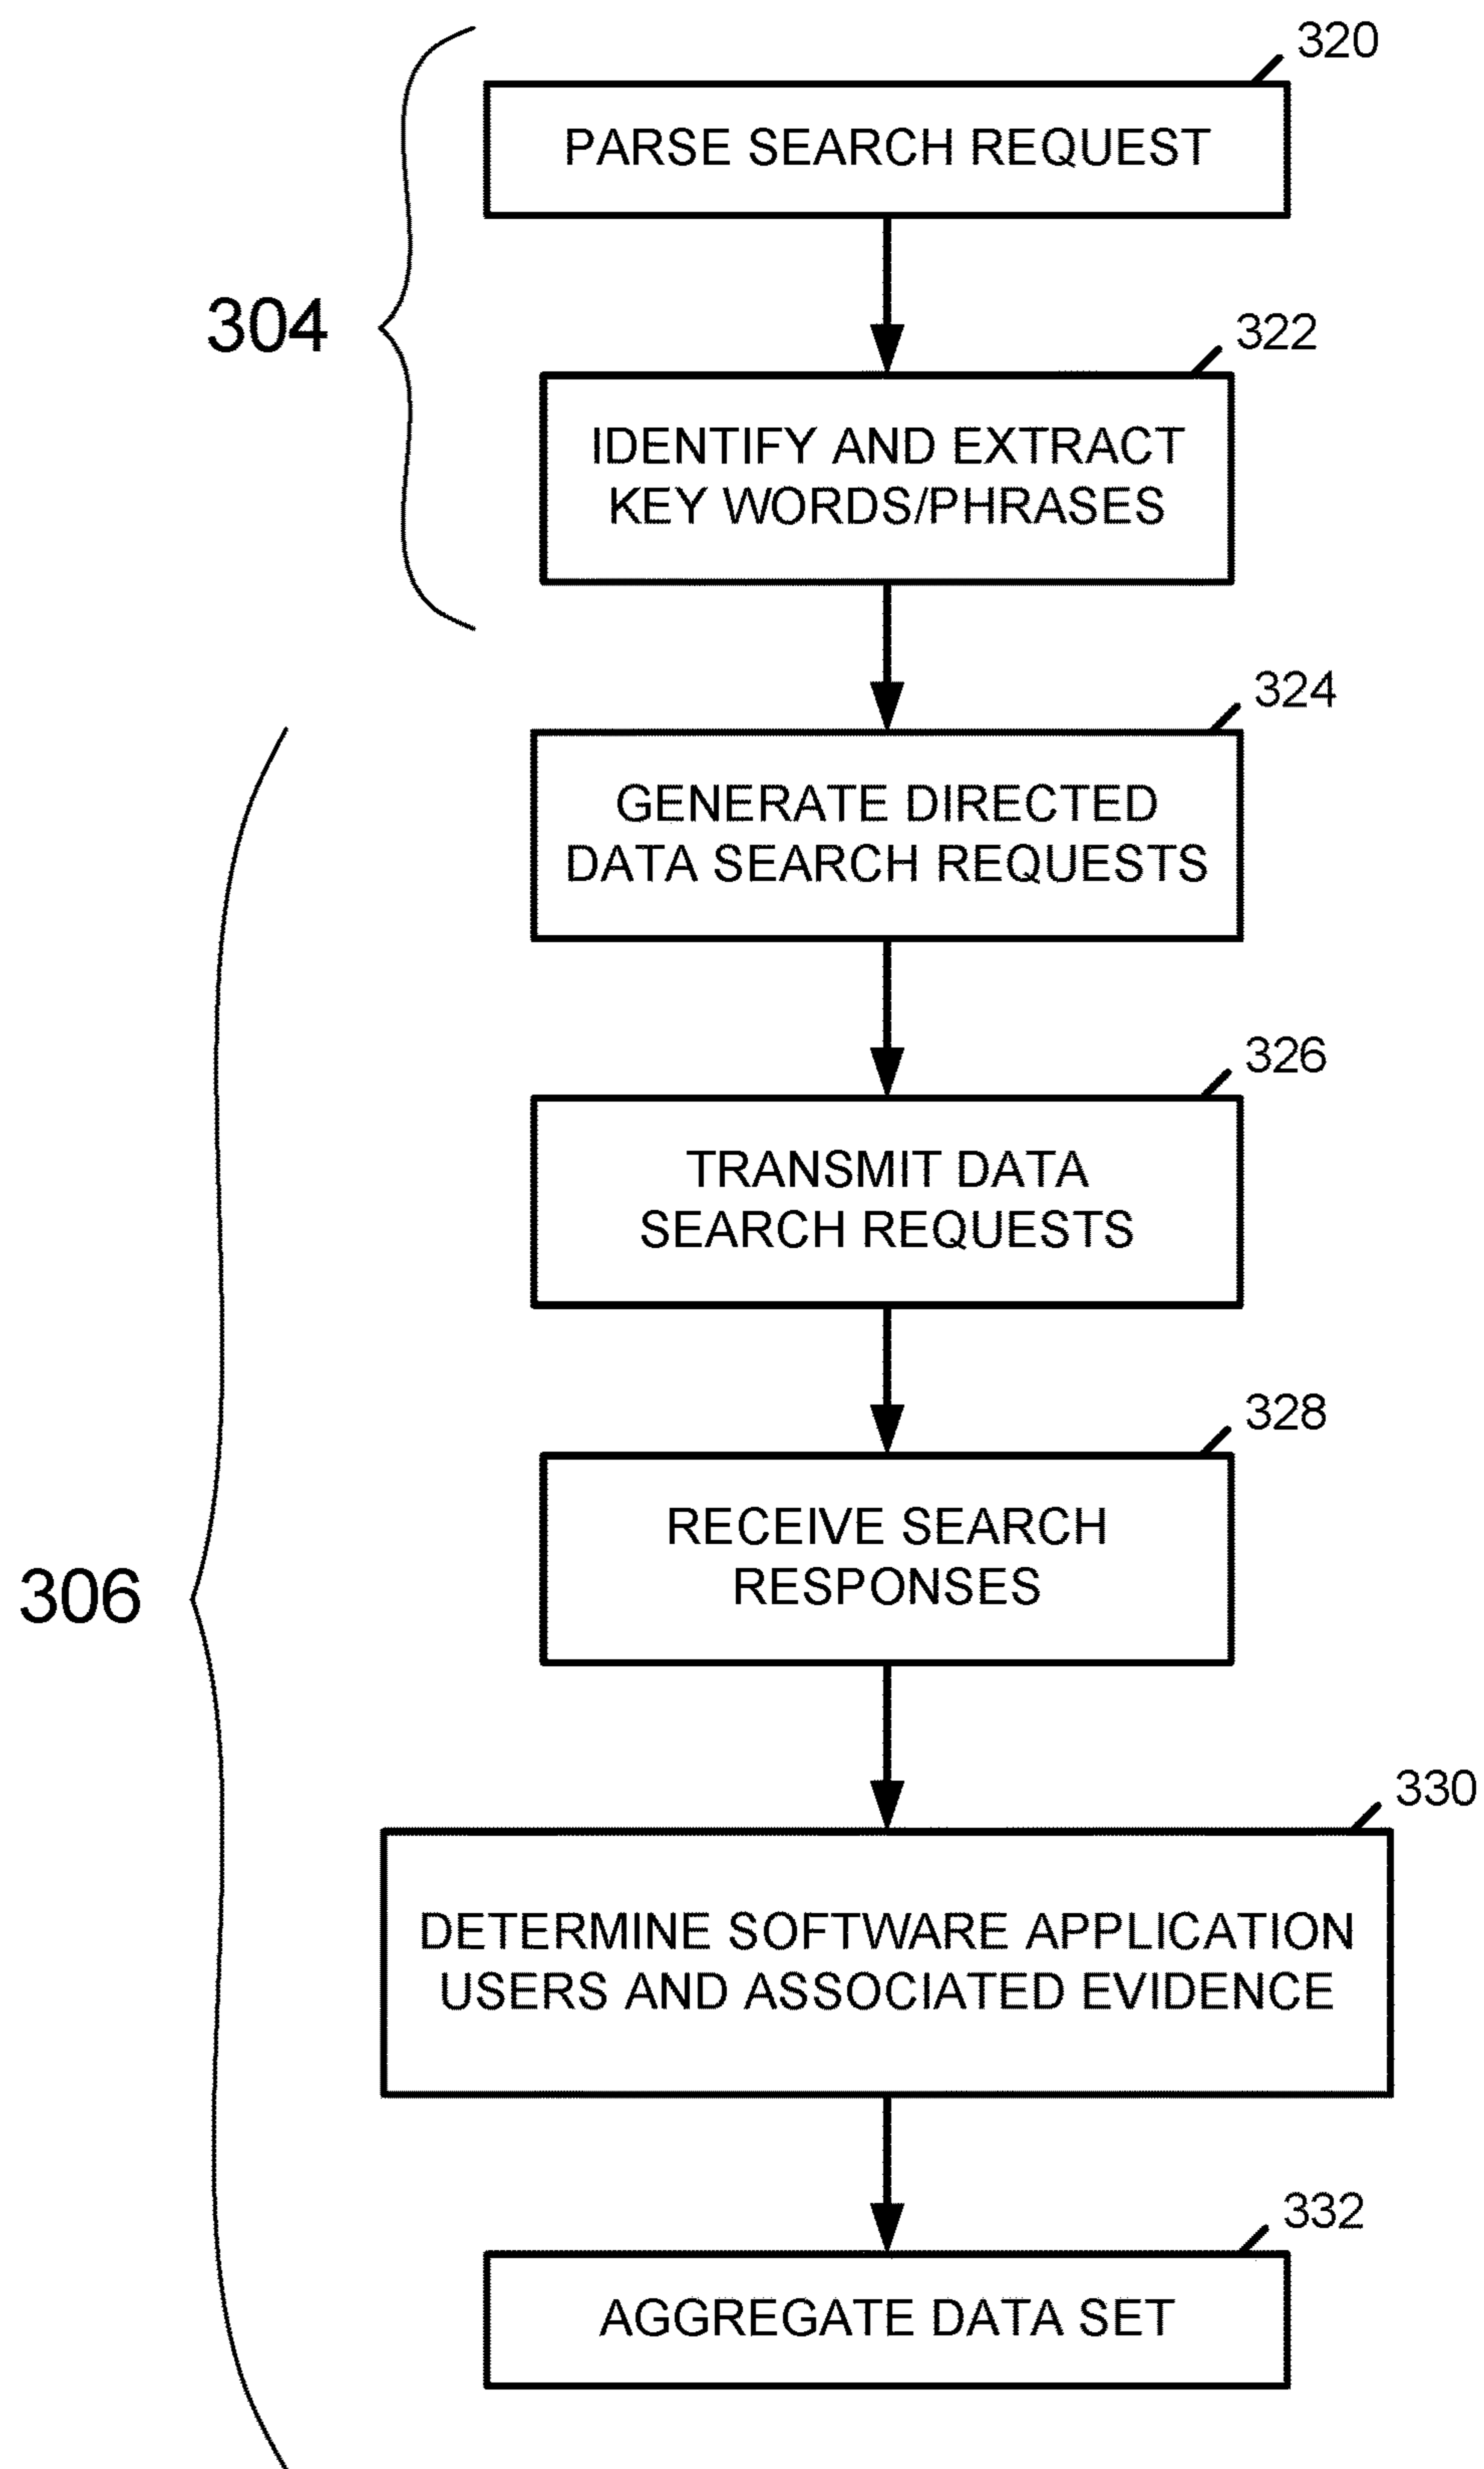 320
PARSE SEARCH REQUEST
304
322
IDENTIFY AND EXTRACT
KEY WORDS/PHRASES
324
GENERATE DIRECTED
DATA SEARCH REQUESTS
326
TRANSMIT DATA
SEARCH REQUESTS
328
RECEIVE SEARCH
RESPONSES
306
330
DETERMINE SOFTWARE APPLICATION
USERS AND ASSOCIATED EVIDENCE
332
AGGREGATE DATA SET